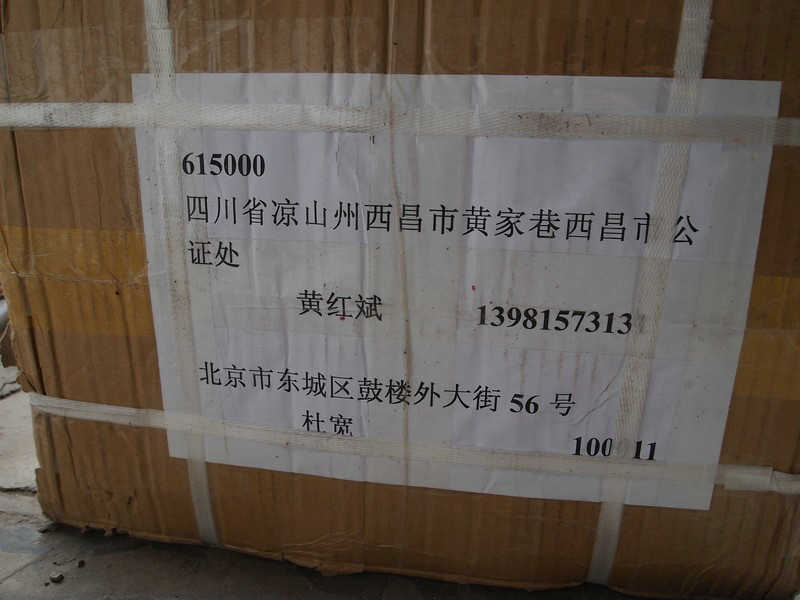 615000
四川省凉山州西昌市黄家巷西昌市公
证处
黄红斌 1398157313
北京市东城区鼓楼外大街 56 号
杜宽
100011